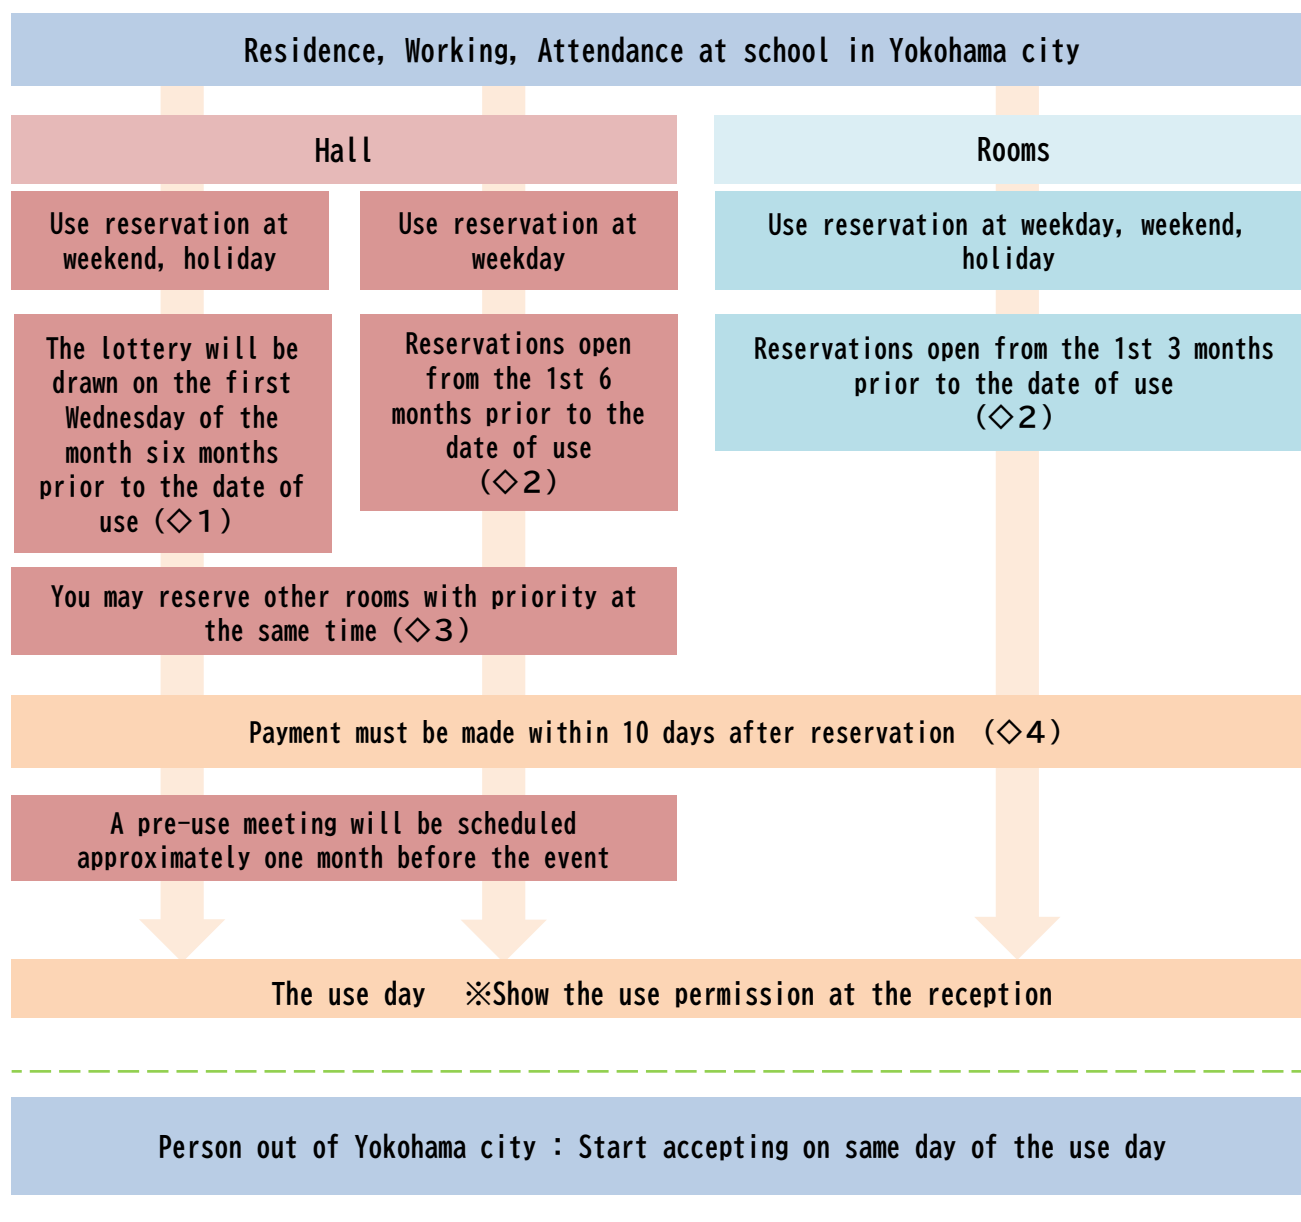 Residence, Working, Attendance at school in Yokohama city
Hall
Rooms
Use reservation at
weekend, holiday
Use reservation at
weekday
Use reservation at weekday, weekend,
holiday
The lottery will be
drawn on the first
Wednesday of the
month six months
prior to the date of
use (◇1)
Reservations open
from the 1st 6
months prior to the
date of use
(◇2)
Reservations open from the 1st 3 months
prior to the date of use
(◇2)
You may reserve other rooms with priority at
the same time (◇3)
Payment must be made within 10 days after reservation (◇4)
A pre-use meeting will be scheduled
approximately one month before the event
The use day ※Show the use permission at the reception
Person out of Yokohama city : Start accepting on same day of the use day